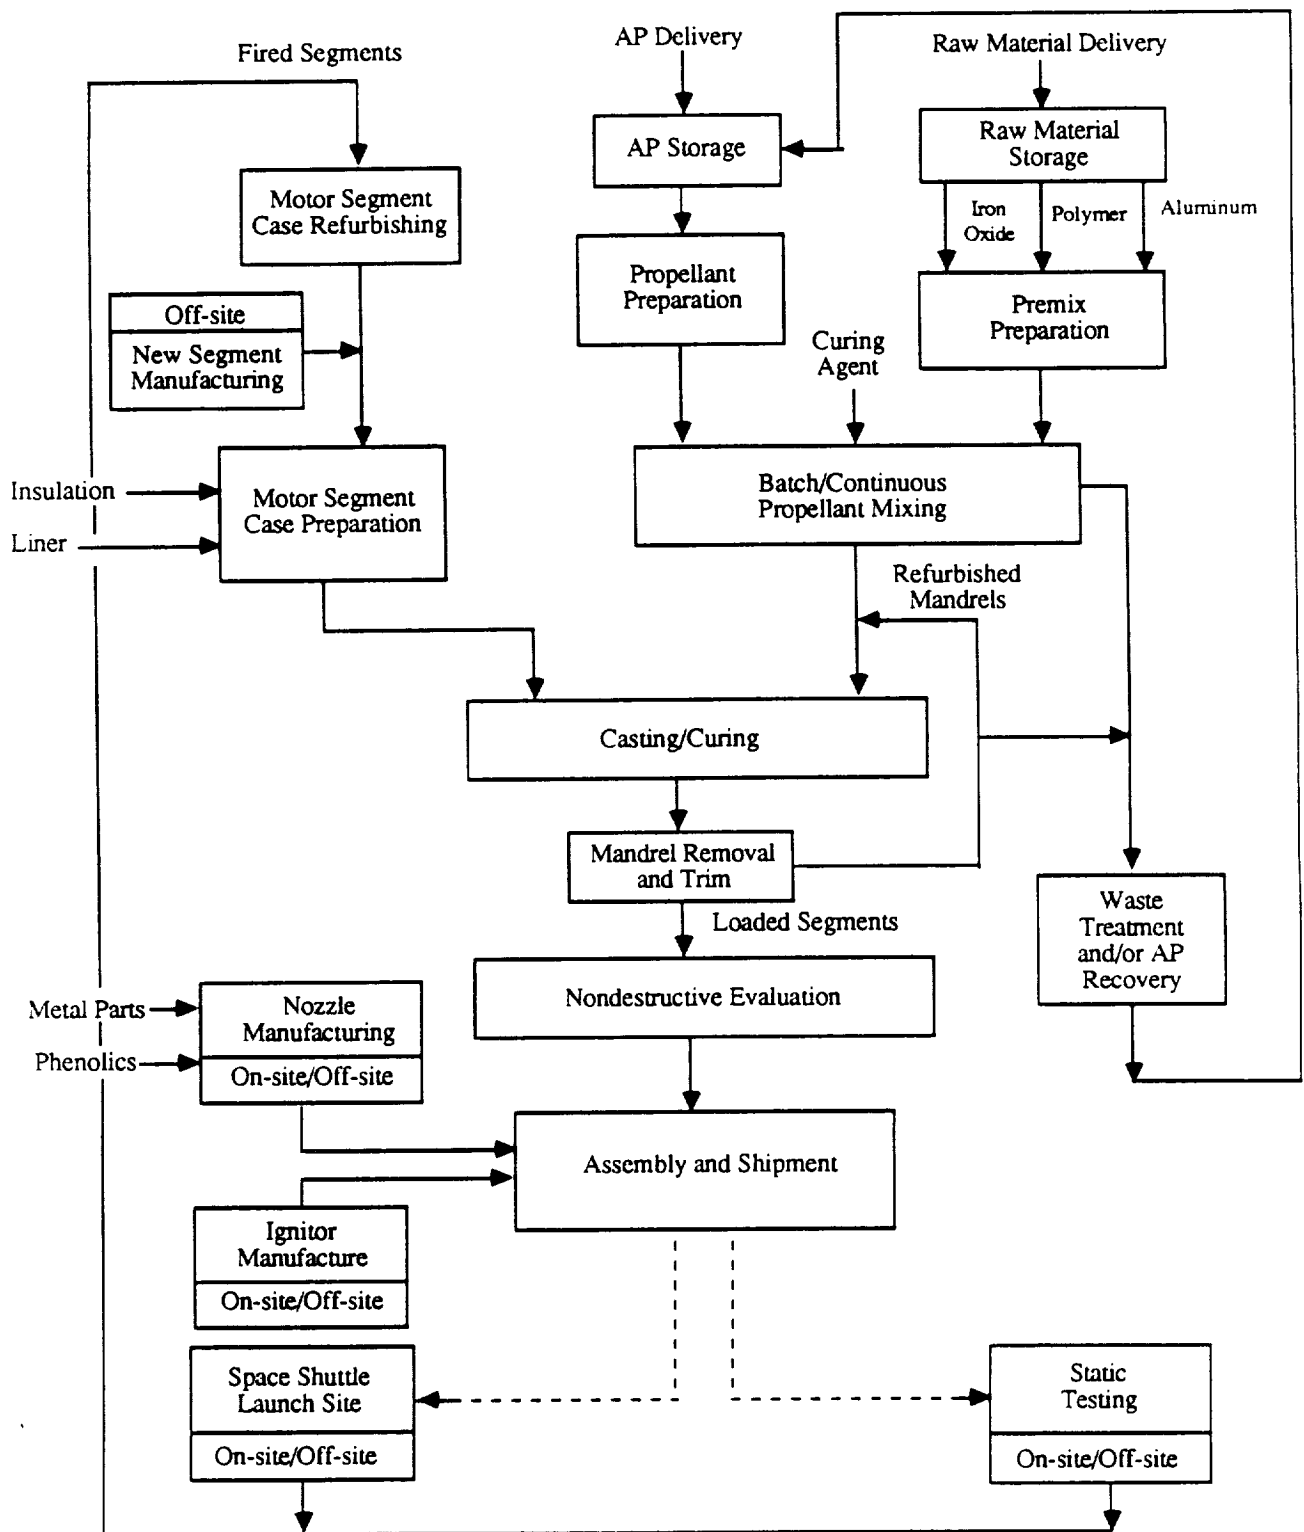 AP Delivery
Raw Material Delivery
Fired Segments
AP Storage
Raw Material
Storage
Motor Segment
Case Refurbishing
Iron
Oxide
Polymer
Aluminum
Propellant
Preparation
Premix
Preparation
Off-site
New Segment
Manufacturing
Curing
Agent
Insulation
Liner
Motor Segment
Case Preparation
Batch/Continuous
Propellant Mixing
Refurbished
Mandrels
Casting/Curing
Mandrel Removal
and Trim
Loaded Segments
Waste
Treatment
and/or AP
Recovery
Nondestructive Evaluation
Metal Parts
Phenolics
Nozzle
Manufacturing
On-site/Off-site
Assembly and Shipment
Ignitor
Manufacture
On-site/Off-site
Space Shuttle
Launch Site
On-site/Off-site
Static
Testing
On-site/Off-site